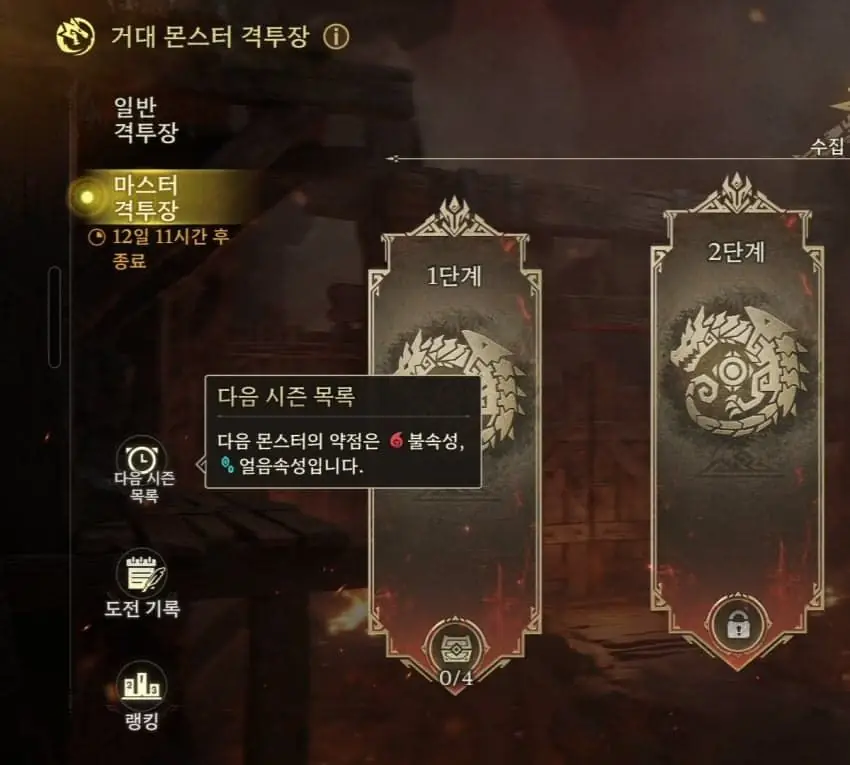 거대 몬스터 격투장
일반
격투장
마스터
격투장
12일 11시간 후
종료
수집
1단계
2단계
다음 시즌 목록
다음 몬스터의 약점은 불속성,
얼음속성입니다.
다음 시즌
목록
도전 기록
랭킹
0/4